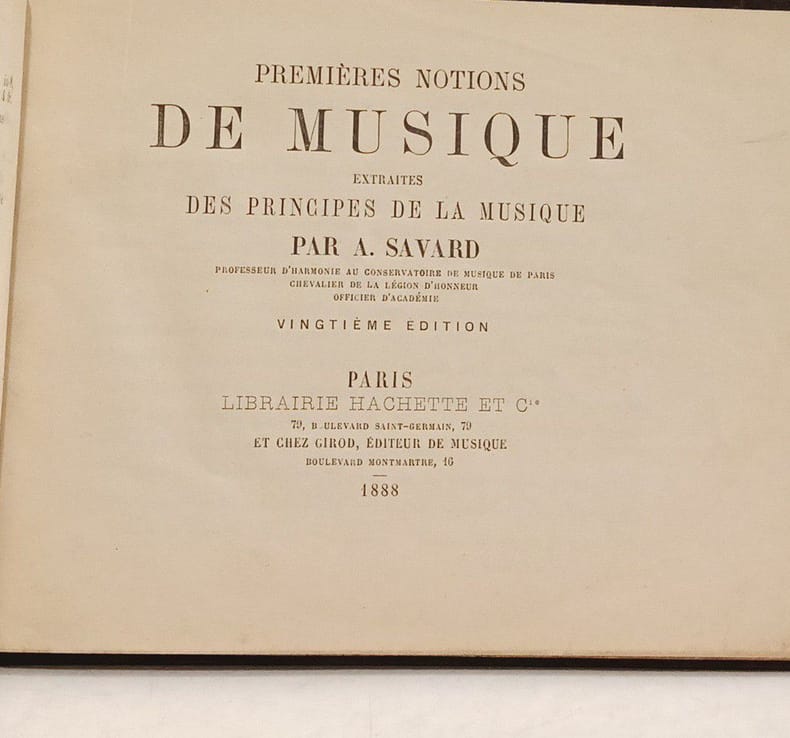 PREMIÈRES NOTIONS
DE MUSIQUE
EXTRAITES
DES PRINCIPES DE LA MUSIQUE
PAR A. SAVARD
PROFESSEUR D'HARMONIE AU CONSERVATOIRE DE MUSIQUE DE PARIS
CHEVALIER DE LA LÉGION D'HONNEUR
OFFICIER D'ACADÉMIE
VINGTIÈME ÉDITION
PARIS
LIBRAIRIE HACHETTE ET Cie
79, B ULEVARD SAINT-GERMAIN, 79
ET CHEZ GIROD, ÉDITEUR DE MUSIQUE
BOULEVARD MONTMARTRE, 16
1888